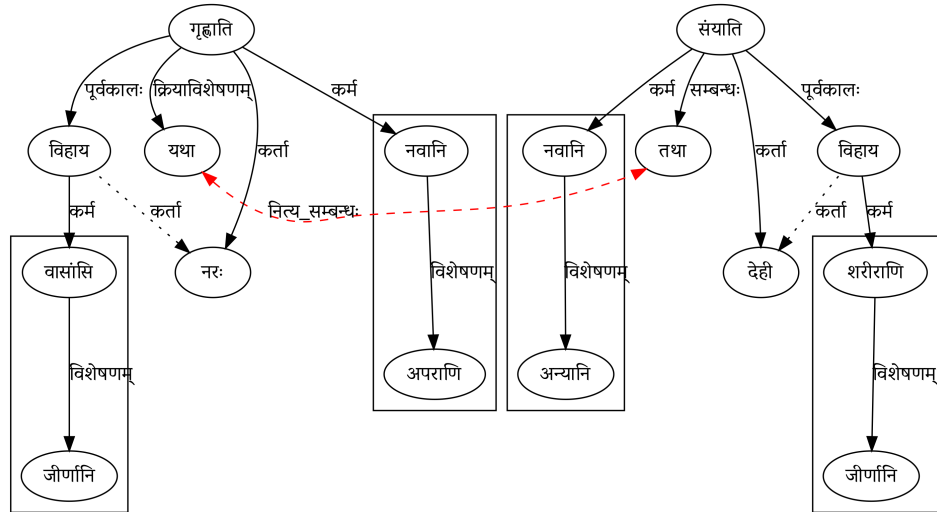 गृह्णाति संयाति
पूर्वकालः क्रियाविशेषणम् कर्म कर्म सम्बन्धः पूर्वकालः
विहाय यथा कर्ता नवानि नवानि तथा कर्ता विहाय
कर्म कर्ता नित्य_सम्बन्धः कर्ता कर्म
वासांसि नरः विशेषणम् विशेषणम् देही शरीराणि
विशेषणम् अपराणि अन्यानि विशेषणम्
जीर्णानि जीर्णानि